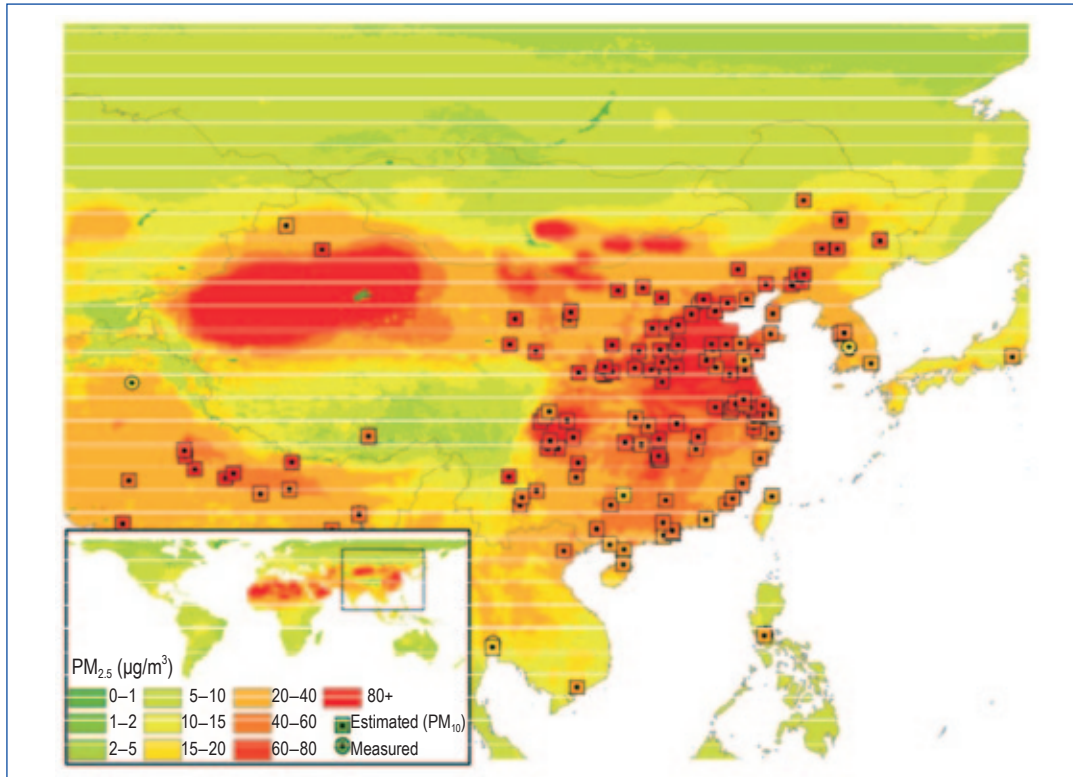 PM₂.₅ (µg/m³)
0–1 5–10 20–40 80+
1–2 10–15 40–60 Estimated (PM₁₀)
2–5 15–20 60–80 Measured